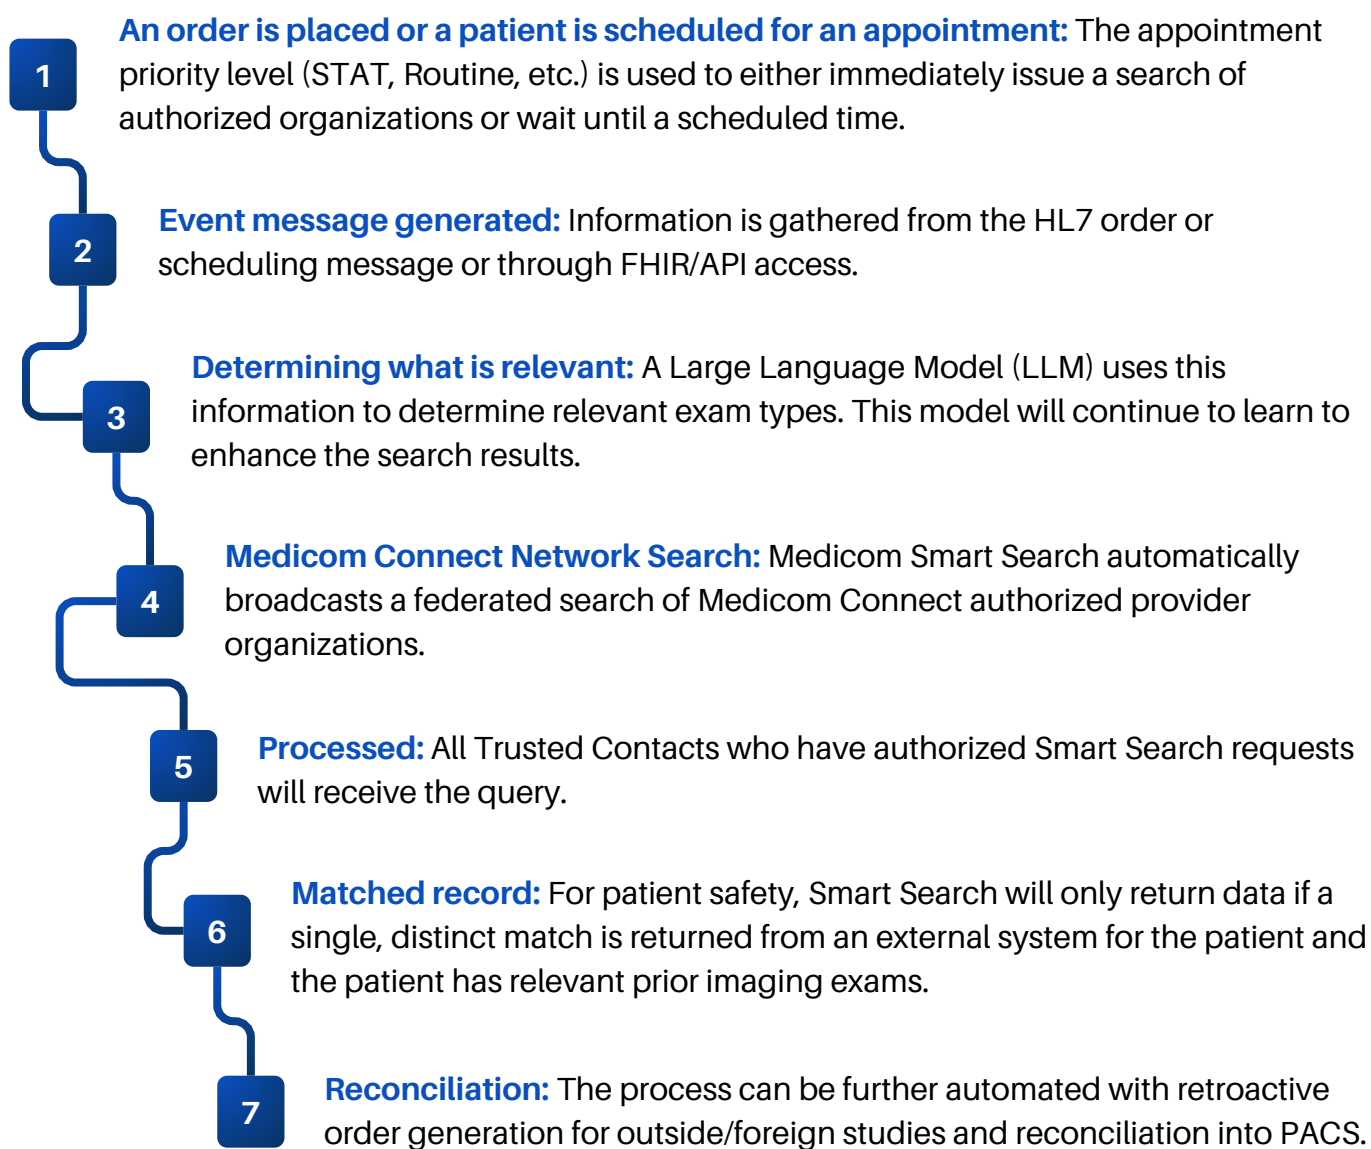 1
An order is placed or a patient is scheduled for an appointment: The appointment
priority level (STAT, Routine, etc.) is used to either immediately issue a search of
authorized organizations or wait until a scheduled time.
2
Event message generated: Information is gathered from the HL7 order or
scheduling message or through FHIR/API access.
3
Determining what is relevant: A Large Language Model (LLM) uses this
information to determine relevant exam types. This model will continue to learn to
enhance the search results.
4
Medicom Connect Network Search: Medicom Smart Search automatically
broadcasts a federated search of Medicom Connect authorized provider
organizations.
5
Processed: All Trusted Contacts who have authorized Smart Search requests
will receive the query.
6
Matched record: For patient safety, Smart Search will only return data if a
single, distinct match is returned from an external system for the patient and
the patient has relevant prior imaging exams.
7
Reconciliation: The process can be further automated with retroactive
order generation for outside/foreign studies and reconciliation into PACS.